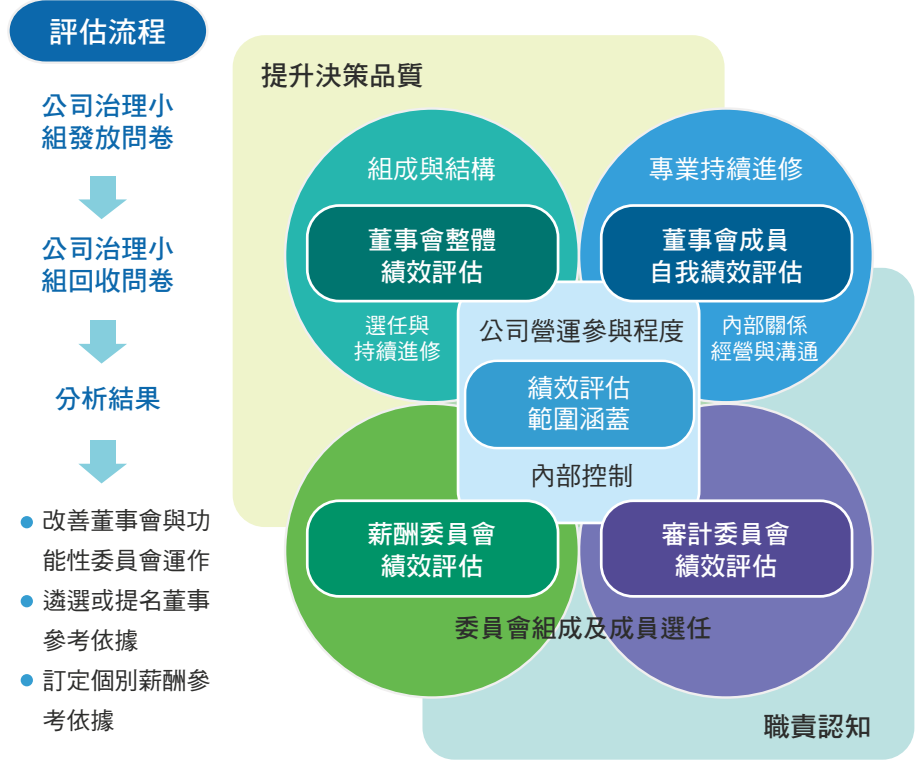 評估流程
公司治理小
組發放問卷
公司治理小
組回收問卷
分析結果
改善董事會與功
能性委員會運作
遴選或提名董事
參考依據
訂定個別薪酬參
考依據
提升決策品質
組成與結構
董事會整體
績效評估
選任與
持續進修
專業持續進修
董事會成員
自我績效評估
內部關係
經營與溝通
公司營運參與程度
績效評估
範圍涵蓋
內部控制
薪酬委員會
績效評估
審計委員會
績效評估
委員會組成及成員選任
職責認知